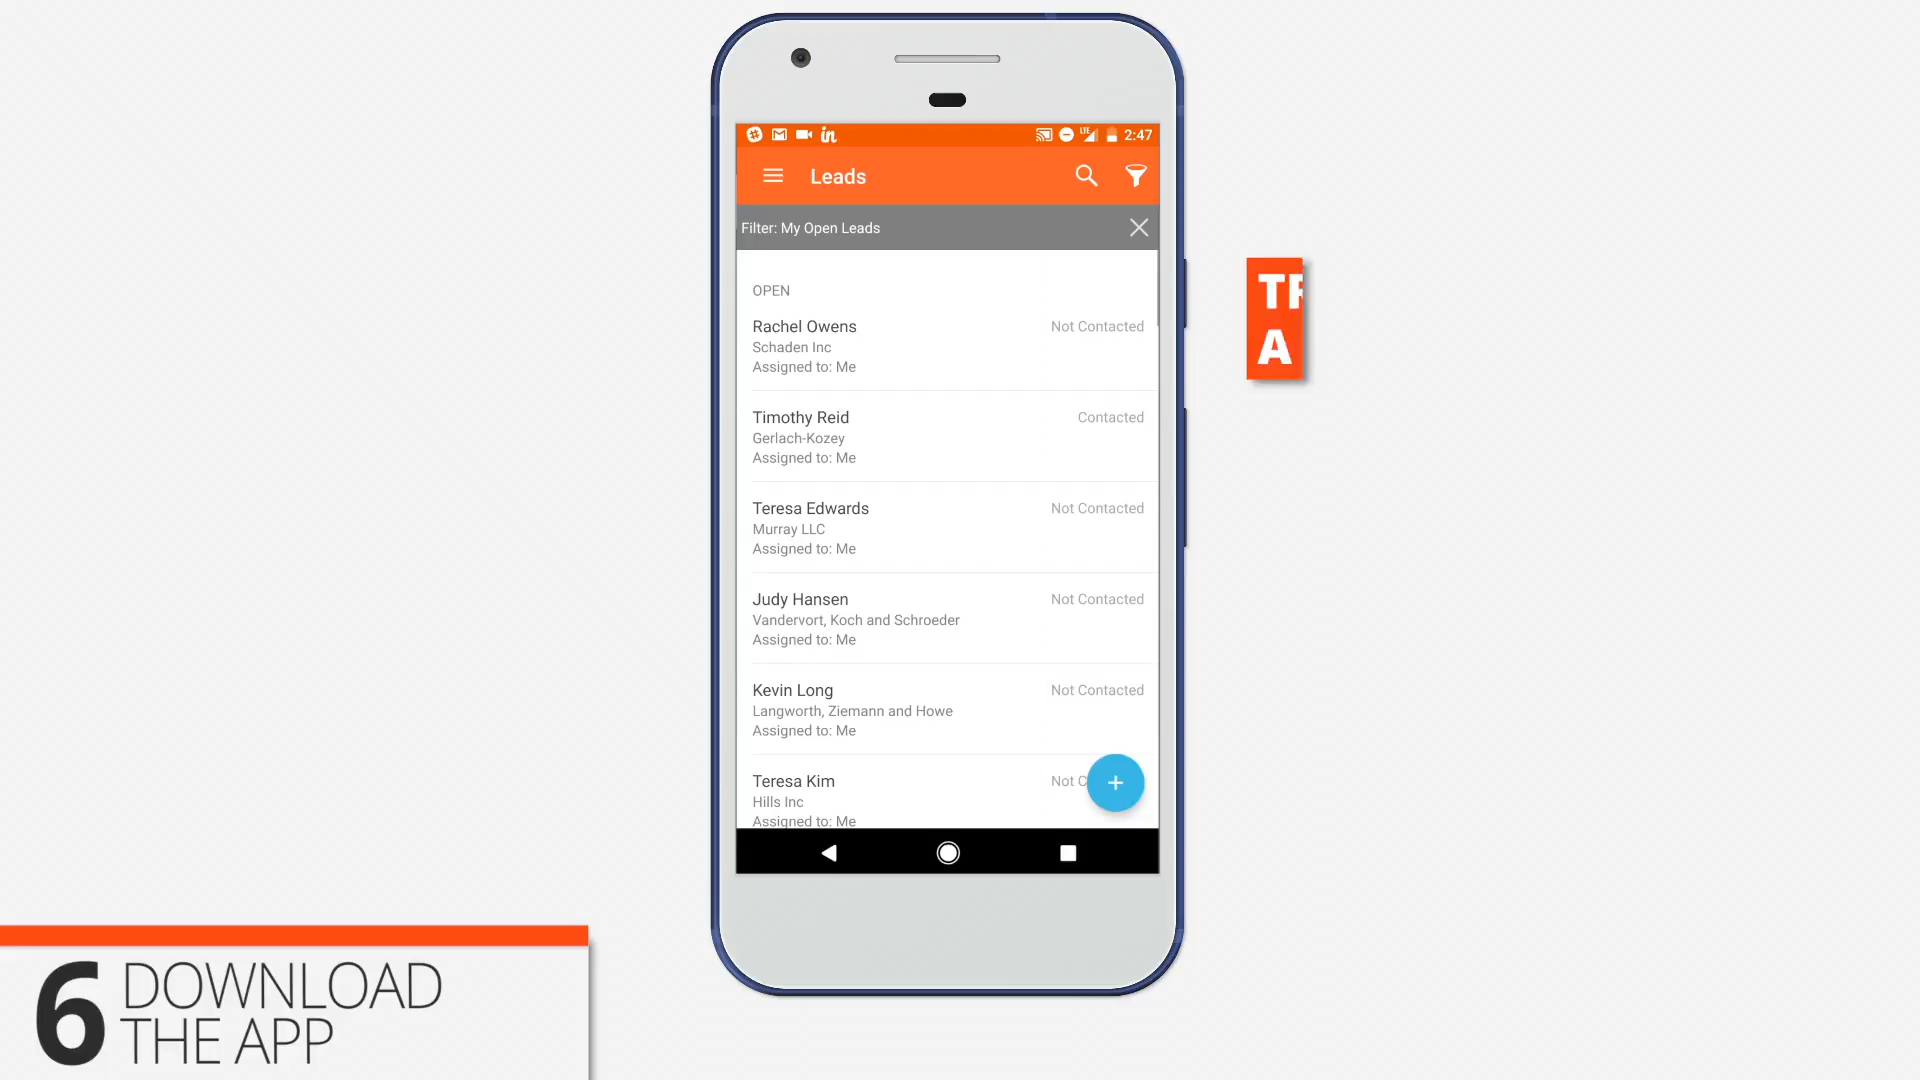 LTE 2:47
Leads
Filter: My Open Leads
OPEN
Rachel Owens Not Contacted
Schaden Inc
Assigned to: Me
Timothy Reid Contacted
Gerlach-Kozey
Assigned to: Me
Teresa Edwards Not Contacted
Murray LLC
Assigned to: Me
Judy Hansen Not Contacted
Vandervort, Koch and Schroeder
Assigned to: Me
Kevin Long Not Contacted
Langworth, Ziemann and Howe
Assigned to: Me
Teresa Kim Not
Hills Inc
Assigned to: Me
A
6 DOWNLOAD
THE APP